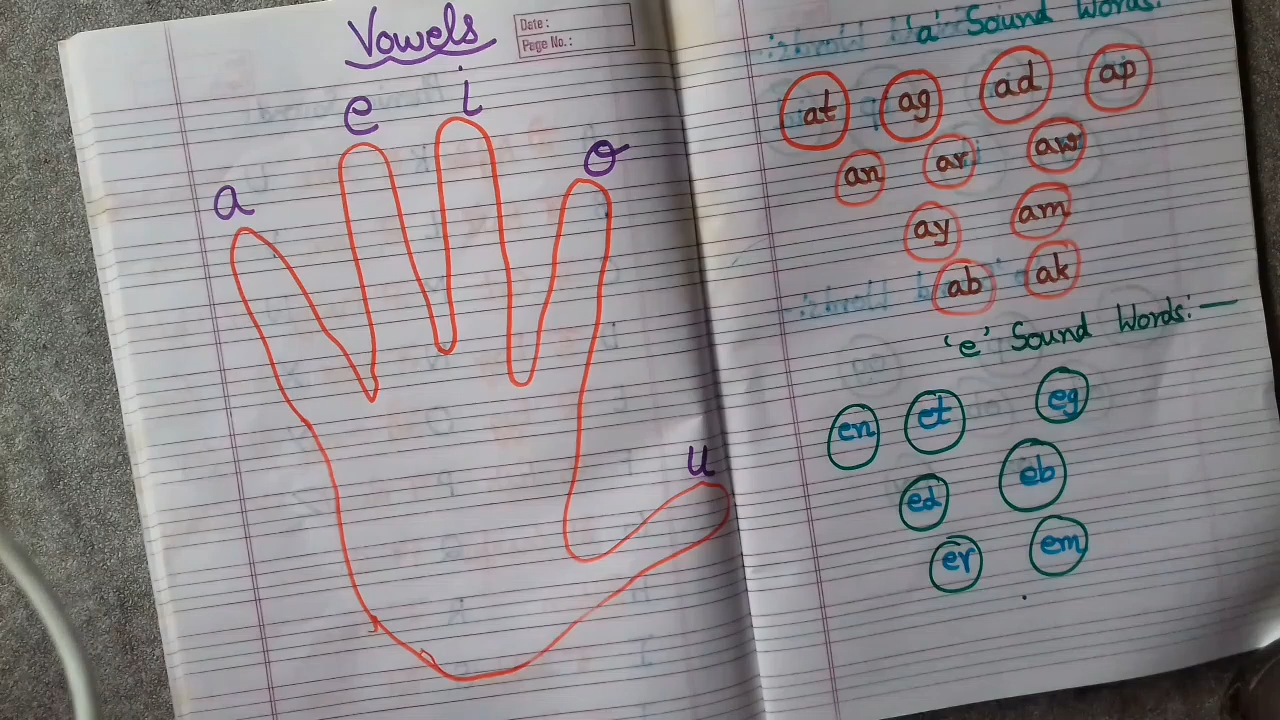 Vowels
Date:
Page No.:
a e i o u
'a' Sound Words:
at ag ad ap
an ar aw
ay am
ab ak
'e' Sound Words:—
en et eg
ed eb
er em